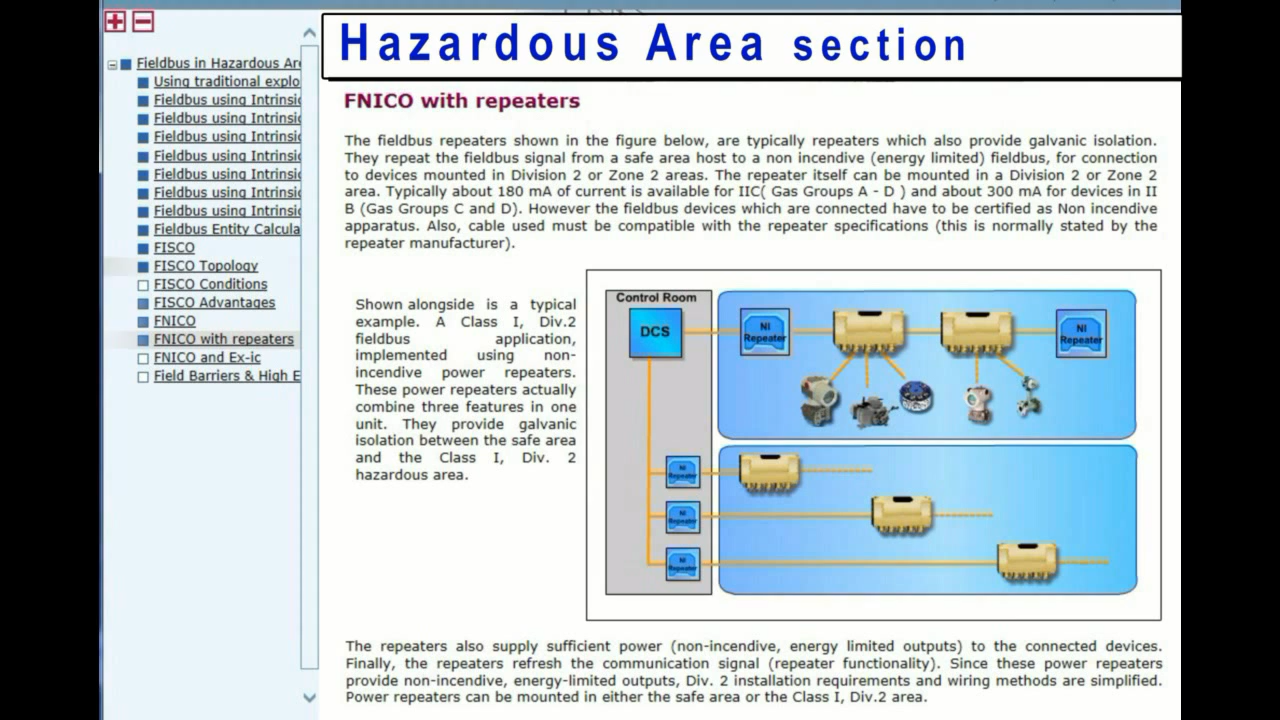 Hazardous Area section
Fieldbus in Hazardous Are
Using traditional explo
Fieldbus using Intrinsic
Fieldbus using Intrinsic
Fieldbus using Intrinsic
Fieldbus using Intrinsic
Fieldbus using Intrinsic
Fieldbus using Intrinsic
Fieldbus using Intrinsic
Fieldbus Entity Calcula
FISCO
FISCO Topology
FISCO Conditions
FISCO Advantages
FNICO
FNICO with repeaters
FNICO and Ex-ic
Field Barriers & High E
FNICO with repeaters
The fieldbus repeaters shown in the figure below, are typically repeaters which also provide galvanic isolation.
They repeat the fieldbus signal from a safe area host to a non incendive (energy limited) fieldbus, for connection
to devices mounted in Division 2 or Zone 2 areas. The repeater itself can be mounted in a Division 2 or Zone 2
area. Typically about 180 mA of current is available for IIC( Gas Groups A - D ) and about 300 mA for devices in II
B (Gas Groups C and D). However the fieldbus devices which are connected have to be certified as Non incendive
apparatus. Also, cable used must be compatible with the repeater specifications (this is normally stated by the
repeater manufacturer).
Shown alongside is a typical
example. A Class I, Div.2
fieldbus application,
implemented using non-
incendive power repeaters.
These power repeaters actually
combine three features in one
unit. They provide galvanic
isolation between the safe area
and the Class I, Div. 2
hazardous area.
Control Room
DCS
NI
Repeater
NI
Repeater
NI
Repeater
NI
Repeater
NI
Repeater
The repeaters also supply sufficient power (non-incendive, energy limited outputs) to the connected devices.
Finally, the repeaters refresh the communication signal (repeater functionality). Since these power repeaters
provide non-incendive, energy-limited outputs, Div. 2 installation requirements and wiring methods are simplified.
Power repeaters can be mounted in either the safe area or the Class I, Div.2 area.